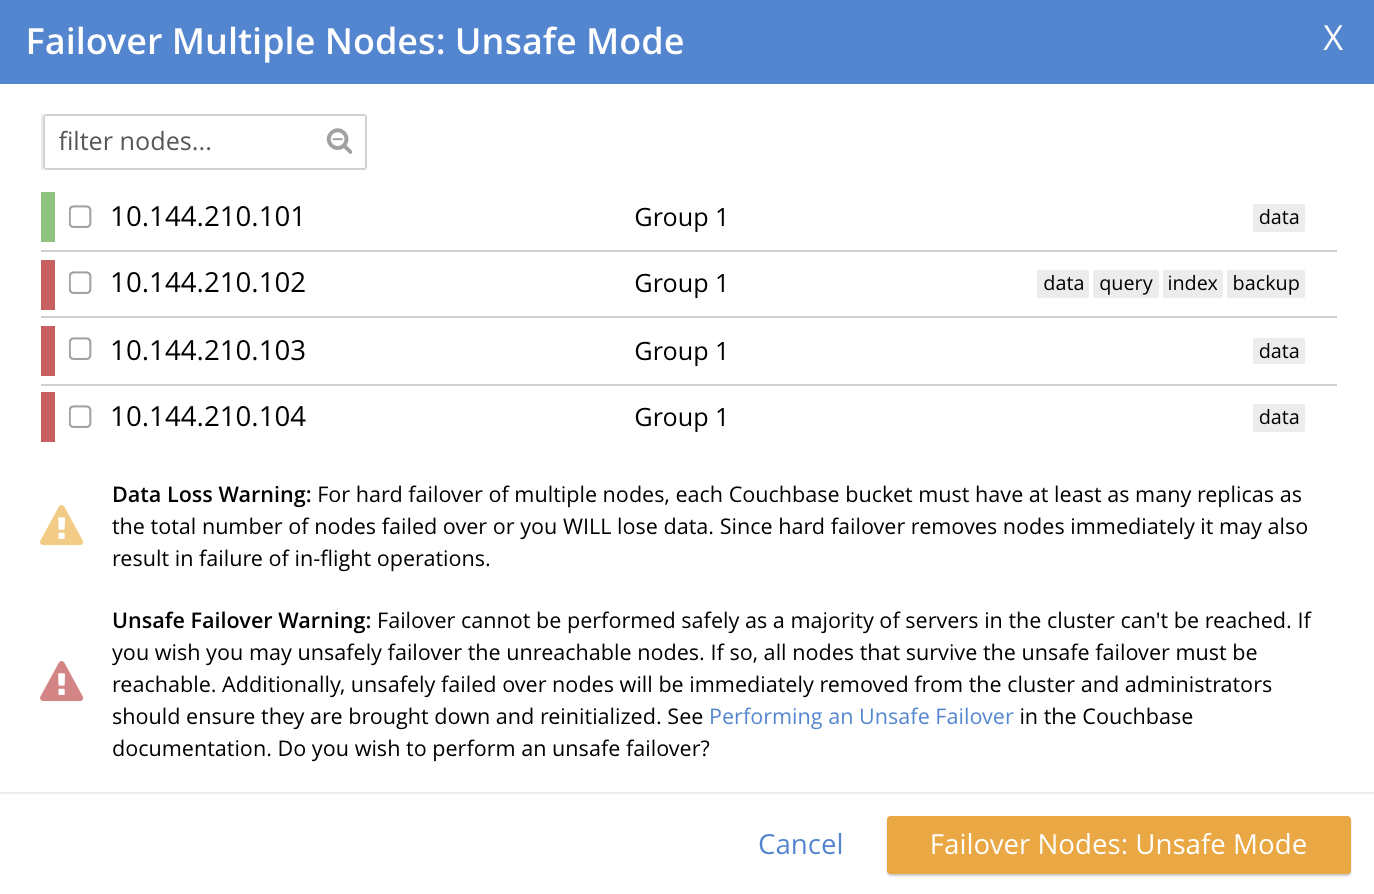 Failover Multiple Nodes: Unsafe Mode X
filter nodes...
10.144.210.101 Group 1 data
10.144.210.102 Group 1 data query index backup
10.144.210.103 Group 1 data
10.144.210.104 Group 1 data
Data Loss Warning: For hard failover of multiple nodes, each Couchbase bucket must have at least as many replicas as
the total number of nodes failed over or you WILL lose data. Since hard failover removes nodes immediately it may also
result in failure of in-flight operations.
Unsafe Failover Warning: Failover cannot be performed safely as a majority of servers in the cluster can't be reached. If
you wish you may unsafely failover the unreachable nodes. If so, all nodes that survive the unsafe failover must be
reachable. Additionally, unsafely failed over nodes will be immediately removed from the cluster and administrators
should ensure they are brought down and reinitialized. See Performing an Unsafe Failover in the Couchbase
documentation. Do you wish to perform an unsafe failover?
Cancel Failover Nodes: Unsafe Mode